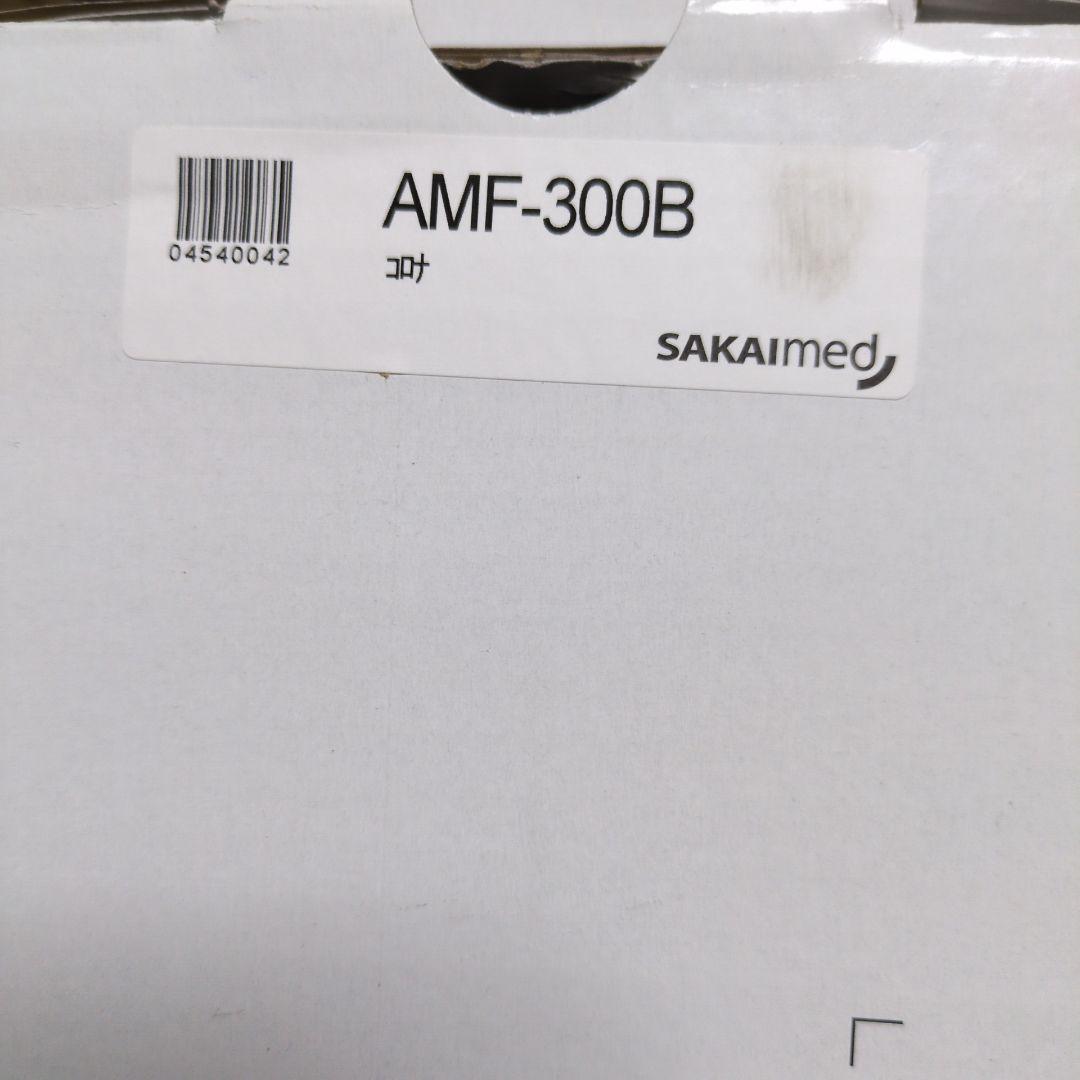 AMF-300B
ｺﾛﾅ
04540042
SAKAImed